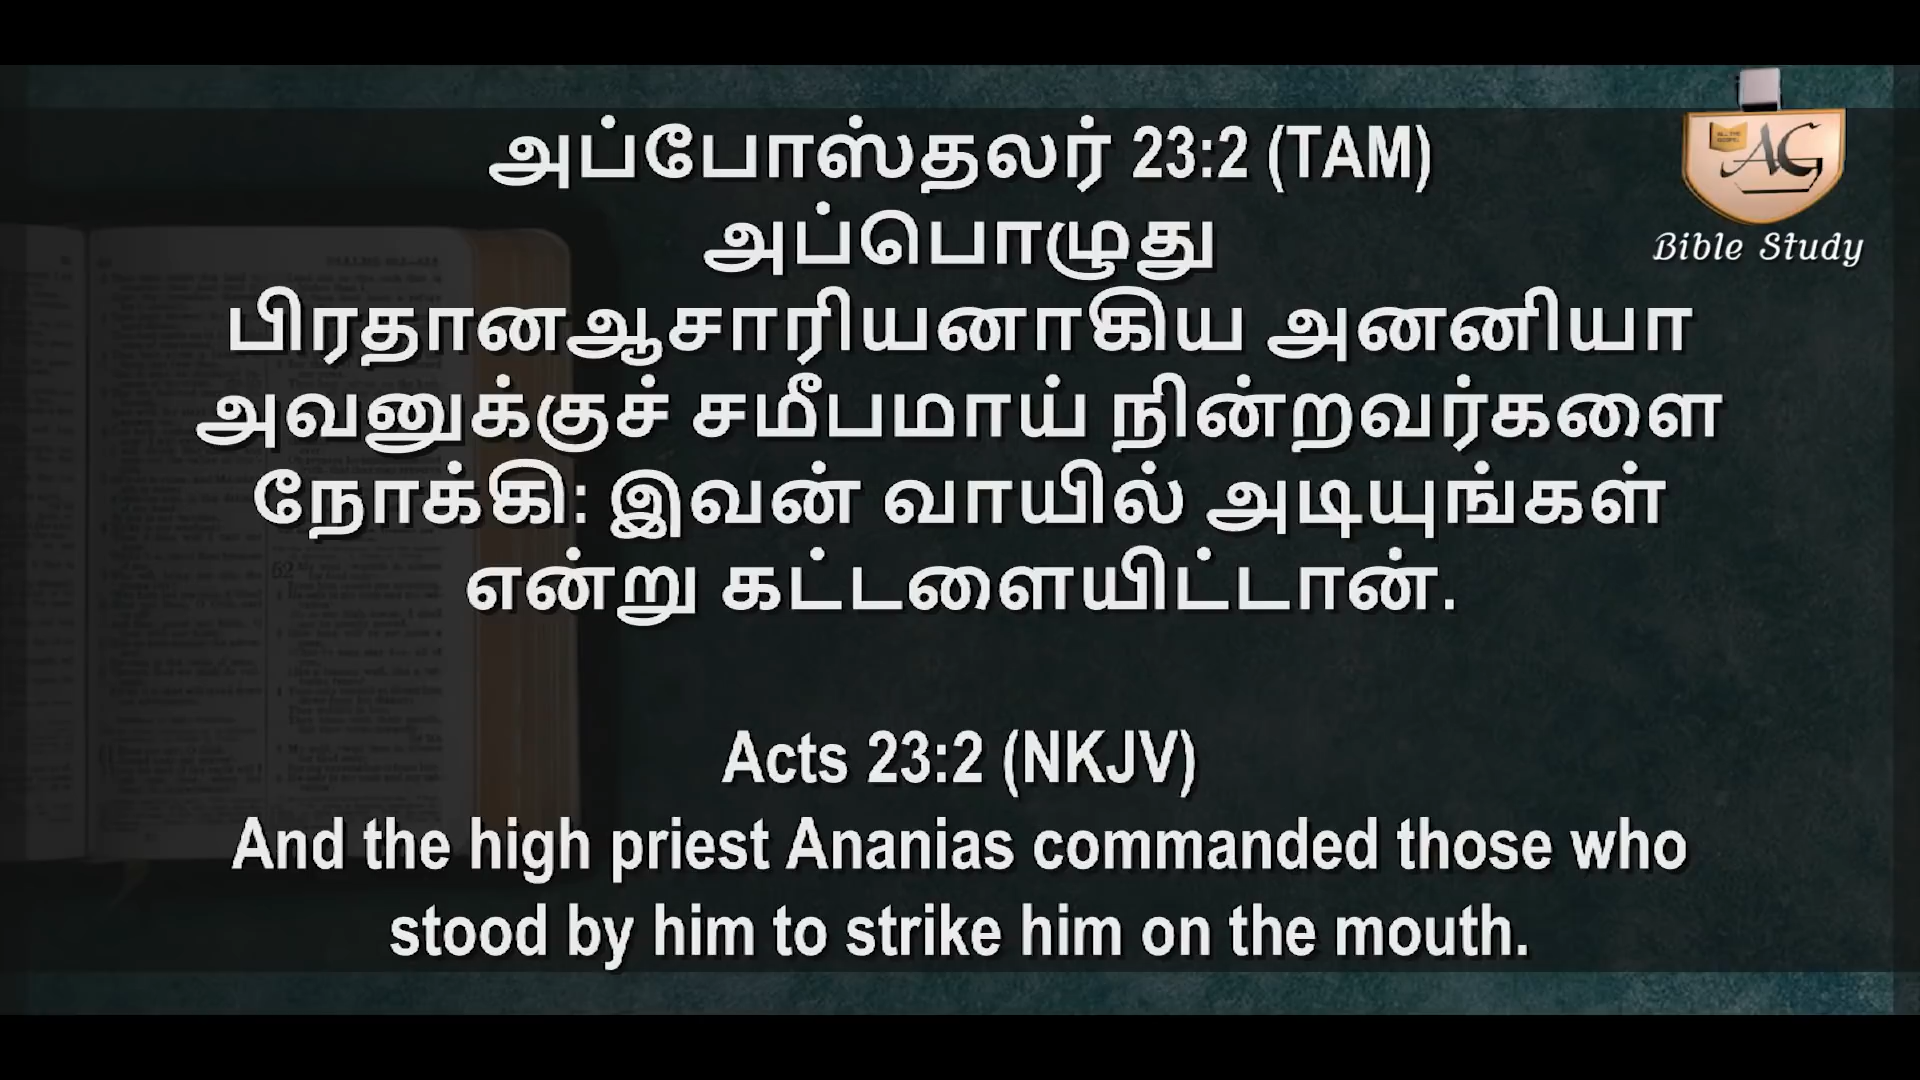 அப்போஸ்தலர் 23:2 (TAM)
அப்பொழுது
பிரதானஆசாரியனாகிய அனனியா
அவனுக்குச் சமீபமாய் நின்றவர்களை
நோக்கி: இவன் வாயில் அடியுங்கள்
என்று கட்டளையிட்டான்.
Acts 23:2 (NKJV)
And the high priest Ananias commanded those who
stood by him to strike him on the mouth.
AG
Bible Study